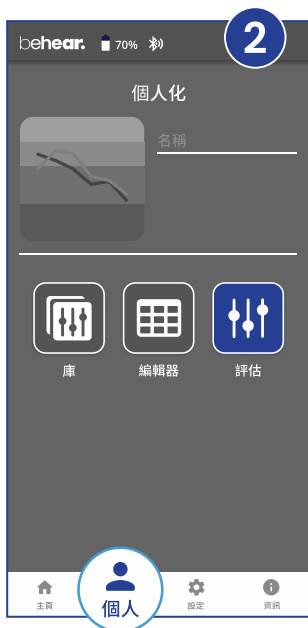 behear. 70%
2
個人化
名稱
庫 編輯器 評估
主頁 個人 設定 資訊